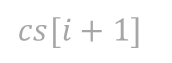 cs[i + 1]